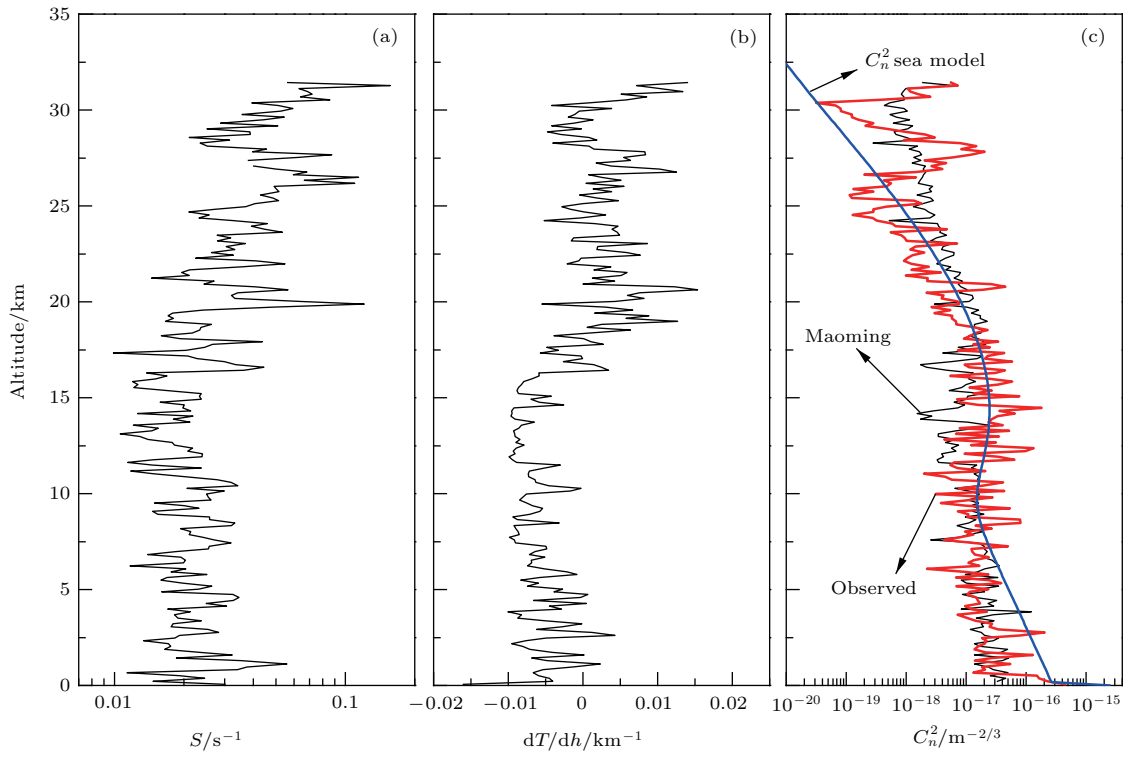 35
30
25
20
15
10
5
0
Altitude/km
(a)
0.01
0.1
S/s⁻¹
(b)
−0.02
−0.01
0
0.01
0.02
dT/dh/km⁻¹
(c)
C²ₙ sea model
Maoming
Observed
10⁻²⁰ 10⁻¹⁹ 10⁻¹⁸ 10⁻¹⁷ 10⁻¹⁶ 10⁻¹⁵
C²ₙ/m⁻²/³